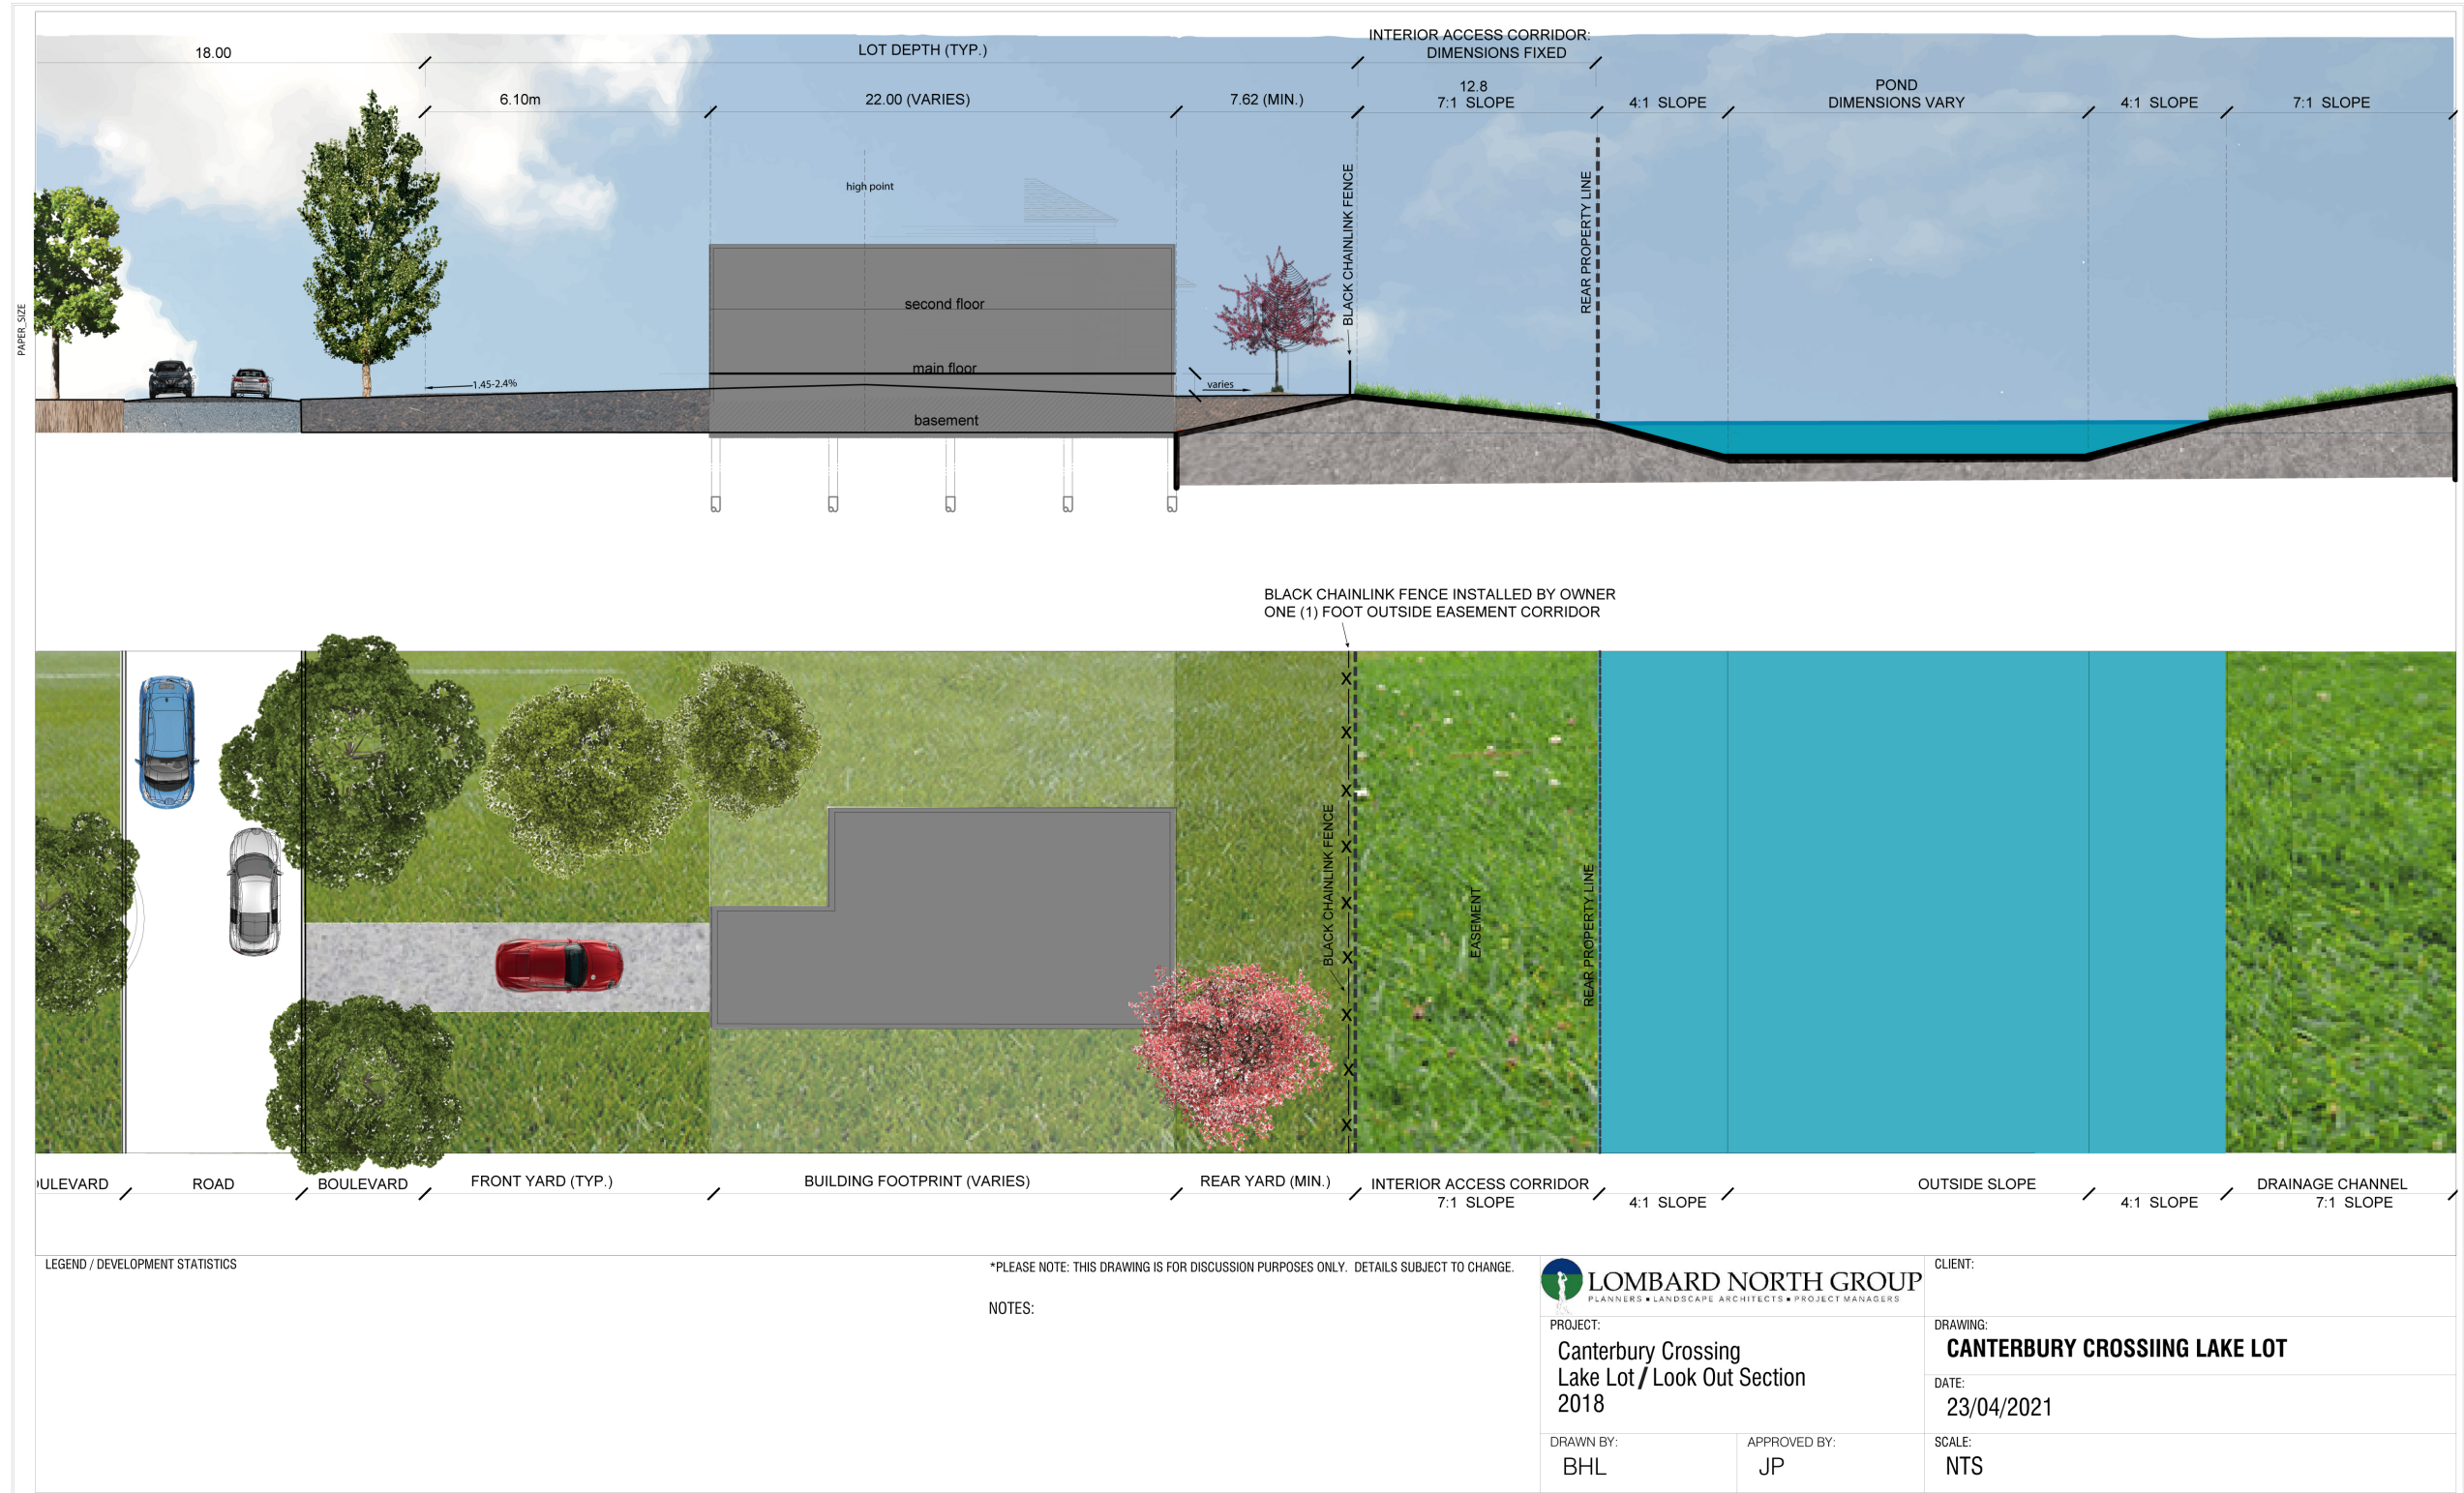 INTERIOR ACCESS CORRIDOR:
18.00
LOT DEPTH (TYP.)
DIMENSIONS FIXED
6.10m
22.00 (VARIES)
7.62 (MIN.)
12.8
7:1 SLOPE
4:1 SLOPE
POND
DIMENSIONS VARY
4:1 SLOPE
7:1 SLOPE
high point
BLACK CHAINLINK FENCE
REAR PROPERTY LINE
PAPER_SIZE
second floor
main floor
1.45-2.4%
varies
basement
BLACK CHAINLINK FENCE INSTALLED BY OWNER
ONE (1) FOOT OUTSIDE EASEMENT CORRIDOR
X
X
X
X
X
X
X
X
X
BLACK CHAINLINK FENCE
EASEMENT
REAR PROPERTY LINE
OULEVARD
ROAD
BOULEVARD
FRONT YARD (TYP.)
BUILDING FOOTPRINT (VARIES)
REAR YARD (MIN.)
INTERIOR ACCESS CORRIDOR
7:1 SLOPE
4:1 SLOPE
OUTSIDE SLOPE
4:1 SLOPE
DRAINAGE CHANNEL
7:1 SLOPE
LEGEND / DEVELOPMENT STATISTICS
*PLEASE NOTE: THIS DRAWING IS FOR DISCUSSION PURPOSES ONLY. DETAILS SUBJECT TO CHANGE.
NOTES:
LOMBARD NORTH GROUP
PLANNERS ▪ LANDSCAPE ARCHITECTS ▪ PROJECT MANAGERS
CLIENT:
PROJECT:
Canterbury Crossing
Lake Lot / Look Out Section
2018
DRAWING:
CANTERBURY CROSSIING LAKE LOT
DATE:
23/04/2021
DRAWN BY:
BHL
APPROVED BY:
JP
SCALE:
NTS